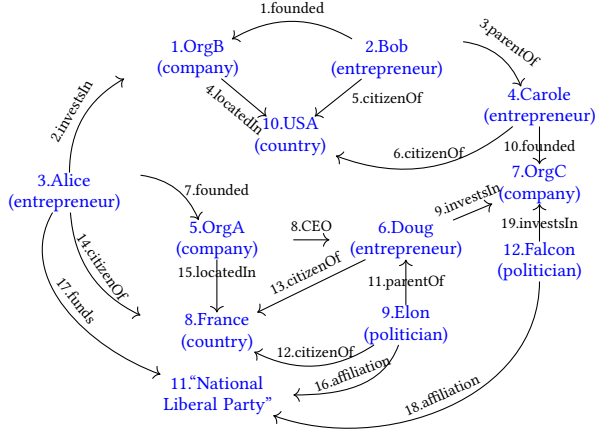 1.founded
1.OrgB
(company)
2.Bob
(entrepreneur)
3.parentOf
2.investsIn
4.locatedIn
5.citizenOf
4.Carole
(entrepreneur)
10.USA
(country)
6.citizenOf
10.founded
7.OrgC
(company)
3.Alice
(entrepreneur)
7.founded
9.investsIn
5.OrgA
(company)
8.CEO
6.Doug
(entrepreneur)
19.investsIn
12.Falcon
(politician)
14.citizenOf
15.locatedIn
13.citizenOf
11.parentOf
17.funds
8.France
(country)
9.Elon
(politician)
12.citizenOf
16.affiliation
11.“National
Liberal Party”
18.affiliation